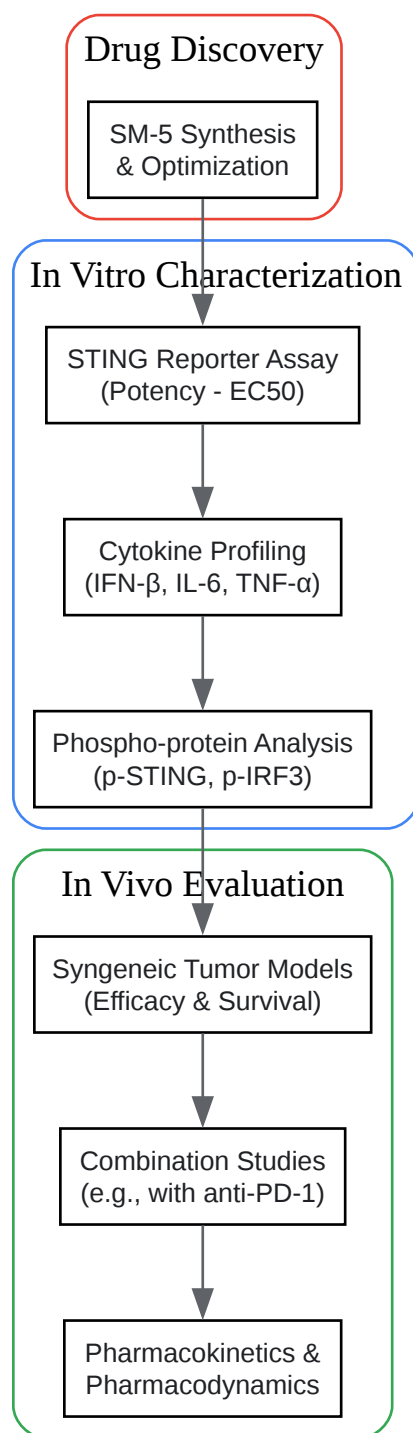 Drug Discovery
SM-5 Synthesis
& Optimization
In Vitro Characterization
STING Reporter Assay
(Potency - EC50)
Cytokine Profiling
(IFN-β, IL-6, TNF-α)
Phospho-protein Analysis
(p-STING, p-IRF3)
In Vivo Evaluation
Syngeneic Tumor Models
(Efficacy & Survival)
Combination Studies
(e.g., with anti-PD-1)
Pharmacokinetics &
Pharmacodynamics